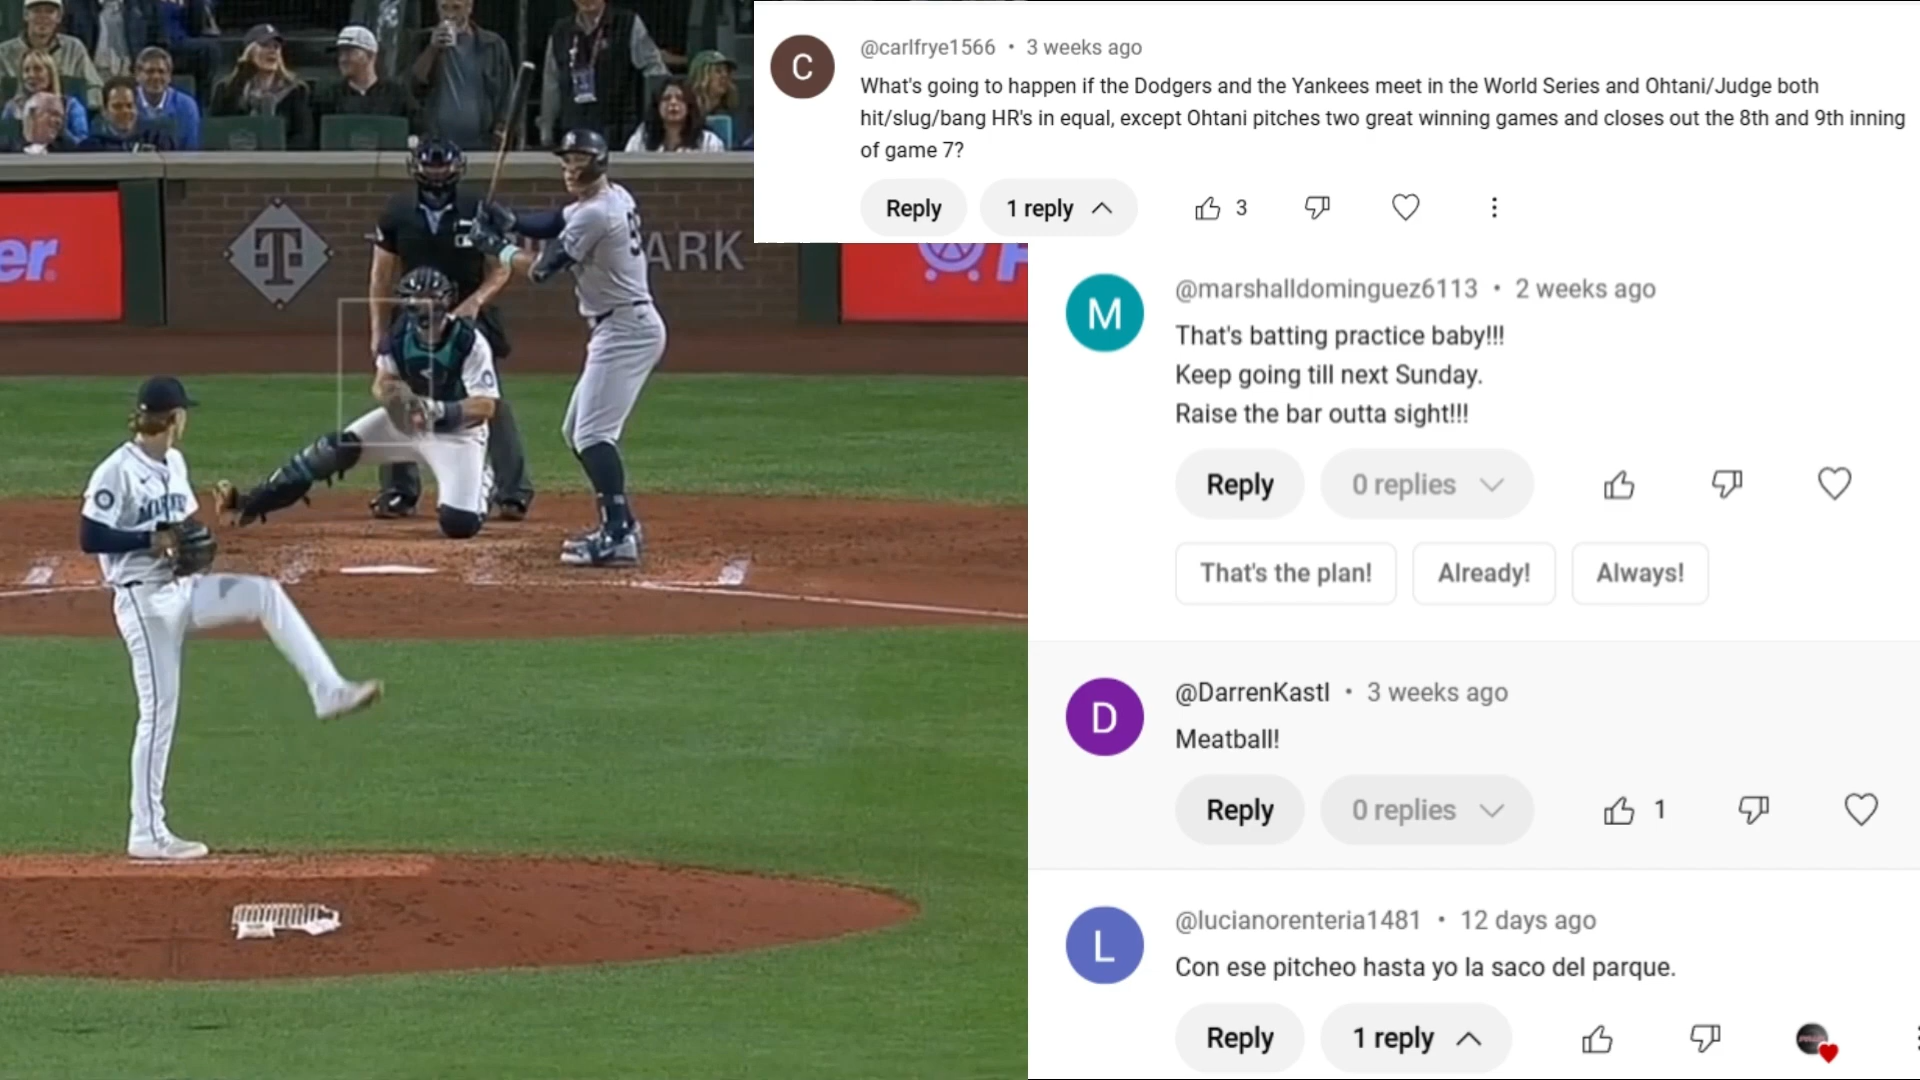 @carlfrye1566 • 3 weeks ago
What's going to happen if the Dodgers and the Yankees meet in the World Series and Ohtani/Judge both
hit/slug/bang HR's in equal, except Ohtani pitches two great winning games and closes out the 8th and 9th inning
of game 7?
Reply
1 reply
3
C
@marshalldominguez6113 • 2 weeks ago
M
That's batting practice baby!!!
Keep going till next Sunday.
Raise the bar outta sight!!!
Reply
0 replies
That's the plan!
Already!
Always!
@DarrenKastl • 3 weeks ago
D
Meatball!
Reply
0 replies
1
@lucianorenteria1481 • 12 days ago
L
Con ese pitcheo hasta yo la saco del parque.
Reply
1 reply
er.
T
ARK